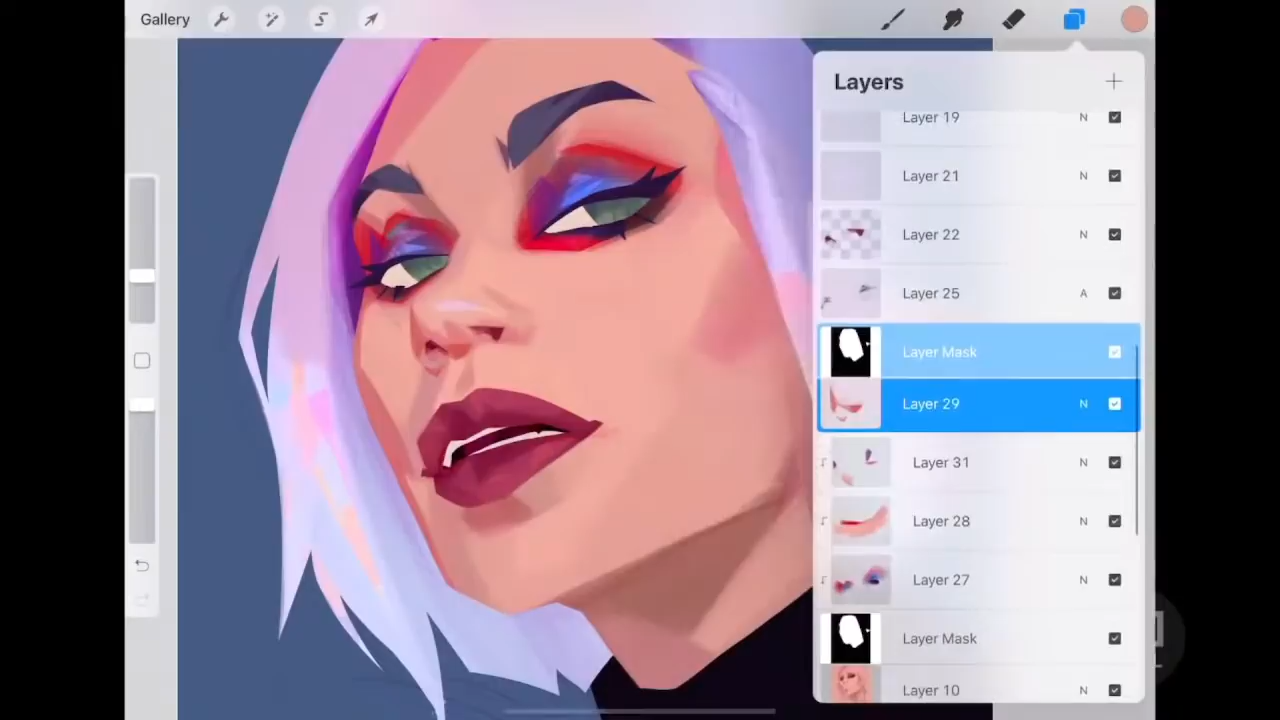 Gallery
Layers
Layer 19 N
Layer 21 N
Layer 22 N
Layer 25 A
Layer Mask
Layer 29 N
Layer 31 N
Layer 28 N
Layer 27 N
Layer Mask
Layer 10 N